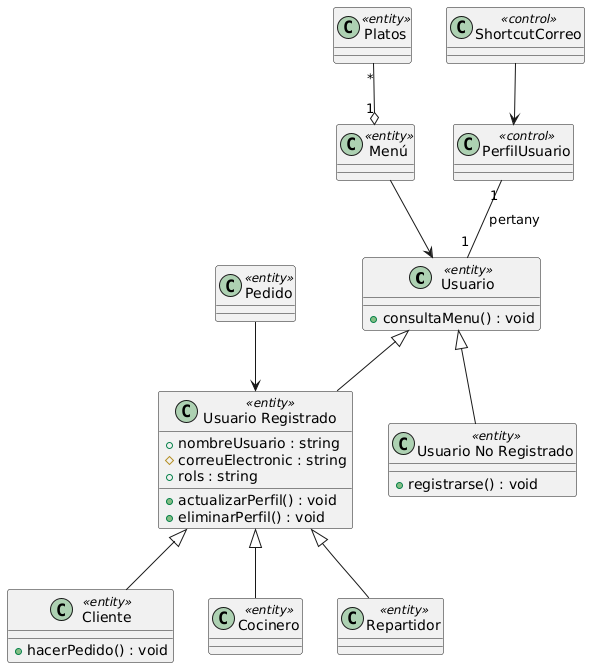 C «entity» Platos
C «control» ShortcutCorreo
*
1
C «entity» Menú
C «control» PerfilUsuario
1
pertany
1
C «entity» Pedido
C «entity» Usuario
consultaMenu() : void
C «entity» Usuario Registrado
nombreUsuario : string
correuElectronic : string
rols : string
actualizarPerfil() : void
eliminarPerfil() : void
C «entity» Usuario No Registrado
registrarse() : void
C «entity» Cliente
hacerPedido() : void
C «entity» Cocinero
C «entity» Repartidor